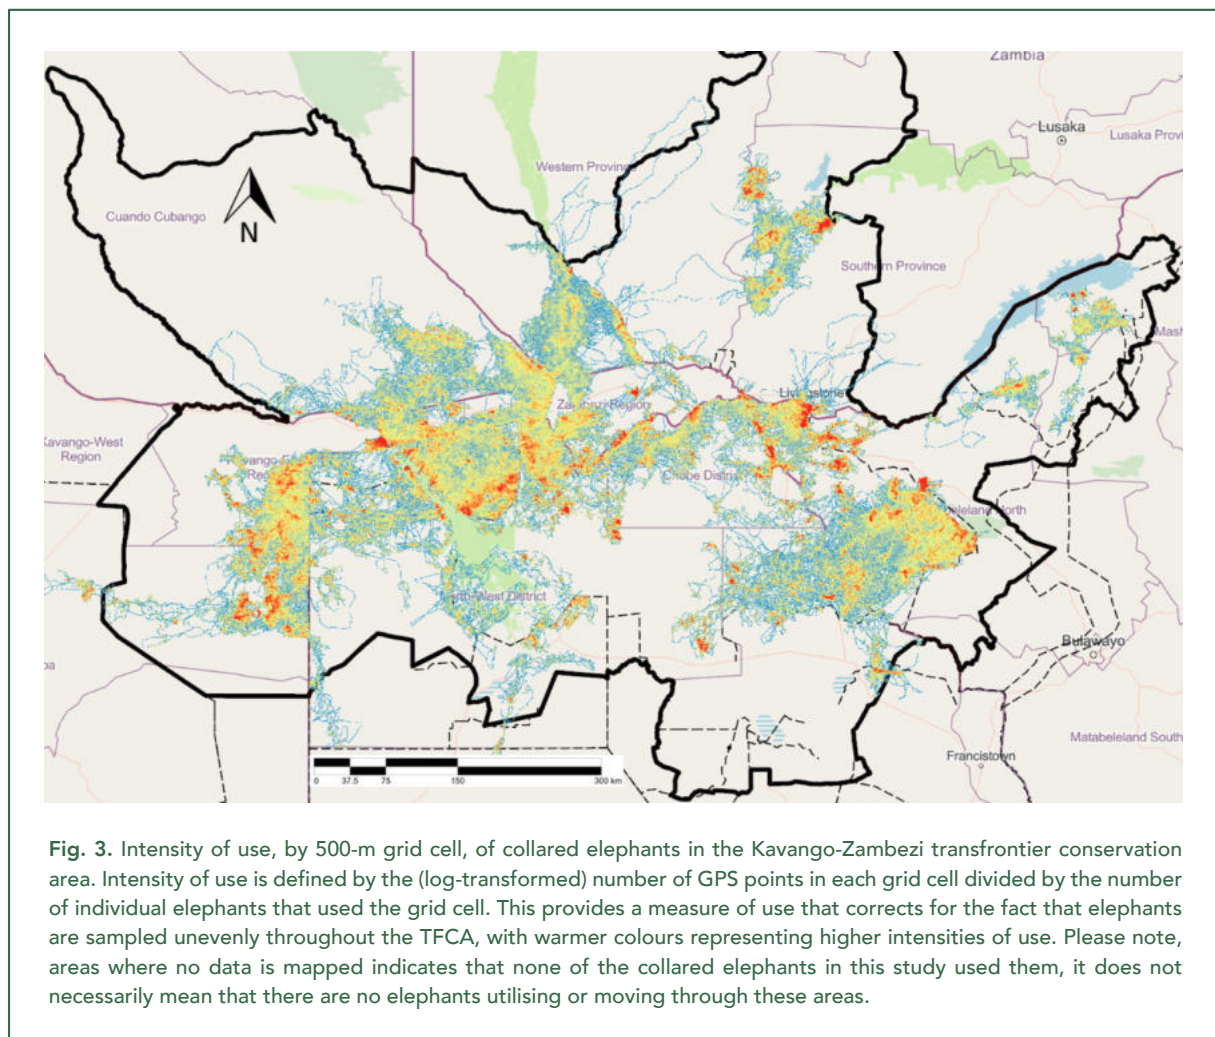 Zambia
Lusaka
Lusaka Provi
Western Province
Cuando Cubango
N
Southern Province
Mash
Livingstone
Zambezi Region
Kavango-West
Region
Chobe District
eleland North
North-West District
ba
Bulawayo
Matabeleland South
Francistown
0 37.5 75 150 300 km
Fig. 3. Intensity of use, by 500-m grid cell, of collared elephants in the Kavango-Zambezi transfrontier conservation
area. Intensity of use is defined by the (log-transformed) number of GPS points in each grid cell divided by the number
of individual elephants that used the grid cell. This provides a measure of use that corrects for the fact that elephants
are sampled unevenly throughout the TFCA, with warmer colours representing higher intensities of use. Please note,
areas where no data is mapped indicates that none of the collared elephants in this study used them, it does not
necessarily mean that there are no elephants utilising or moving through these areas.